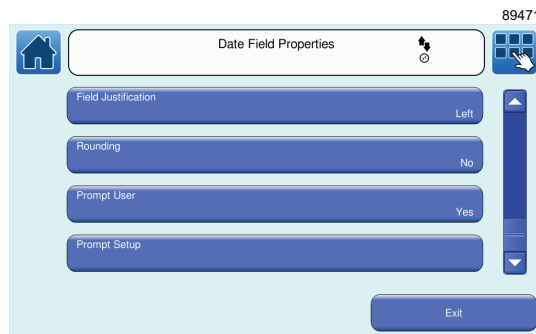 89471
Date Field Properties
Field Justification
Left
Rounding
No
Prompt User
Yes
Prompt Setup
Exit